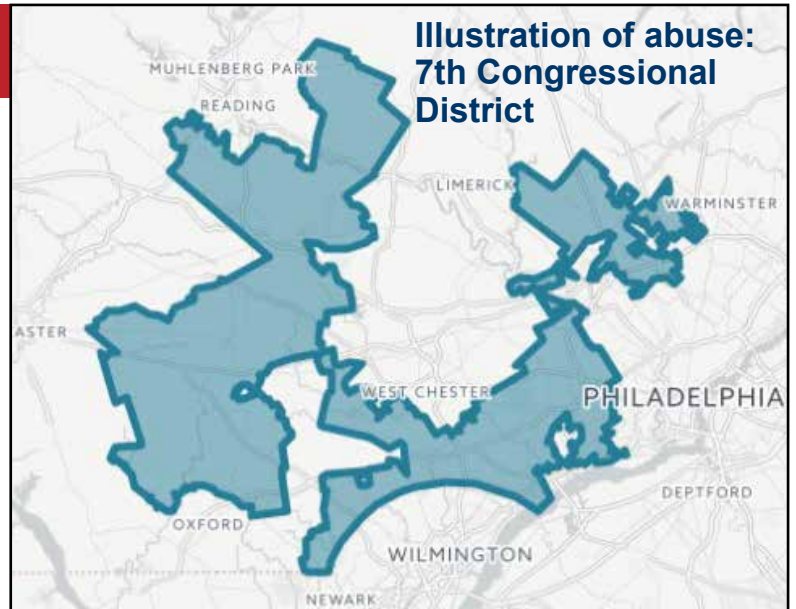 Illustration of abuse:
7th Congressional
District
MUHLENBERG PARK
READING
LIMERICK
WARMINSTER
ASTER
WEST CHESTER
PHILADELPHIA
DEPTFORD
OXFORD
WILMINGTON
NEWARK